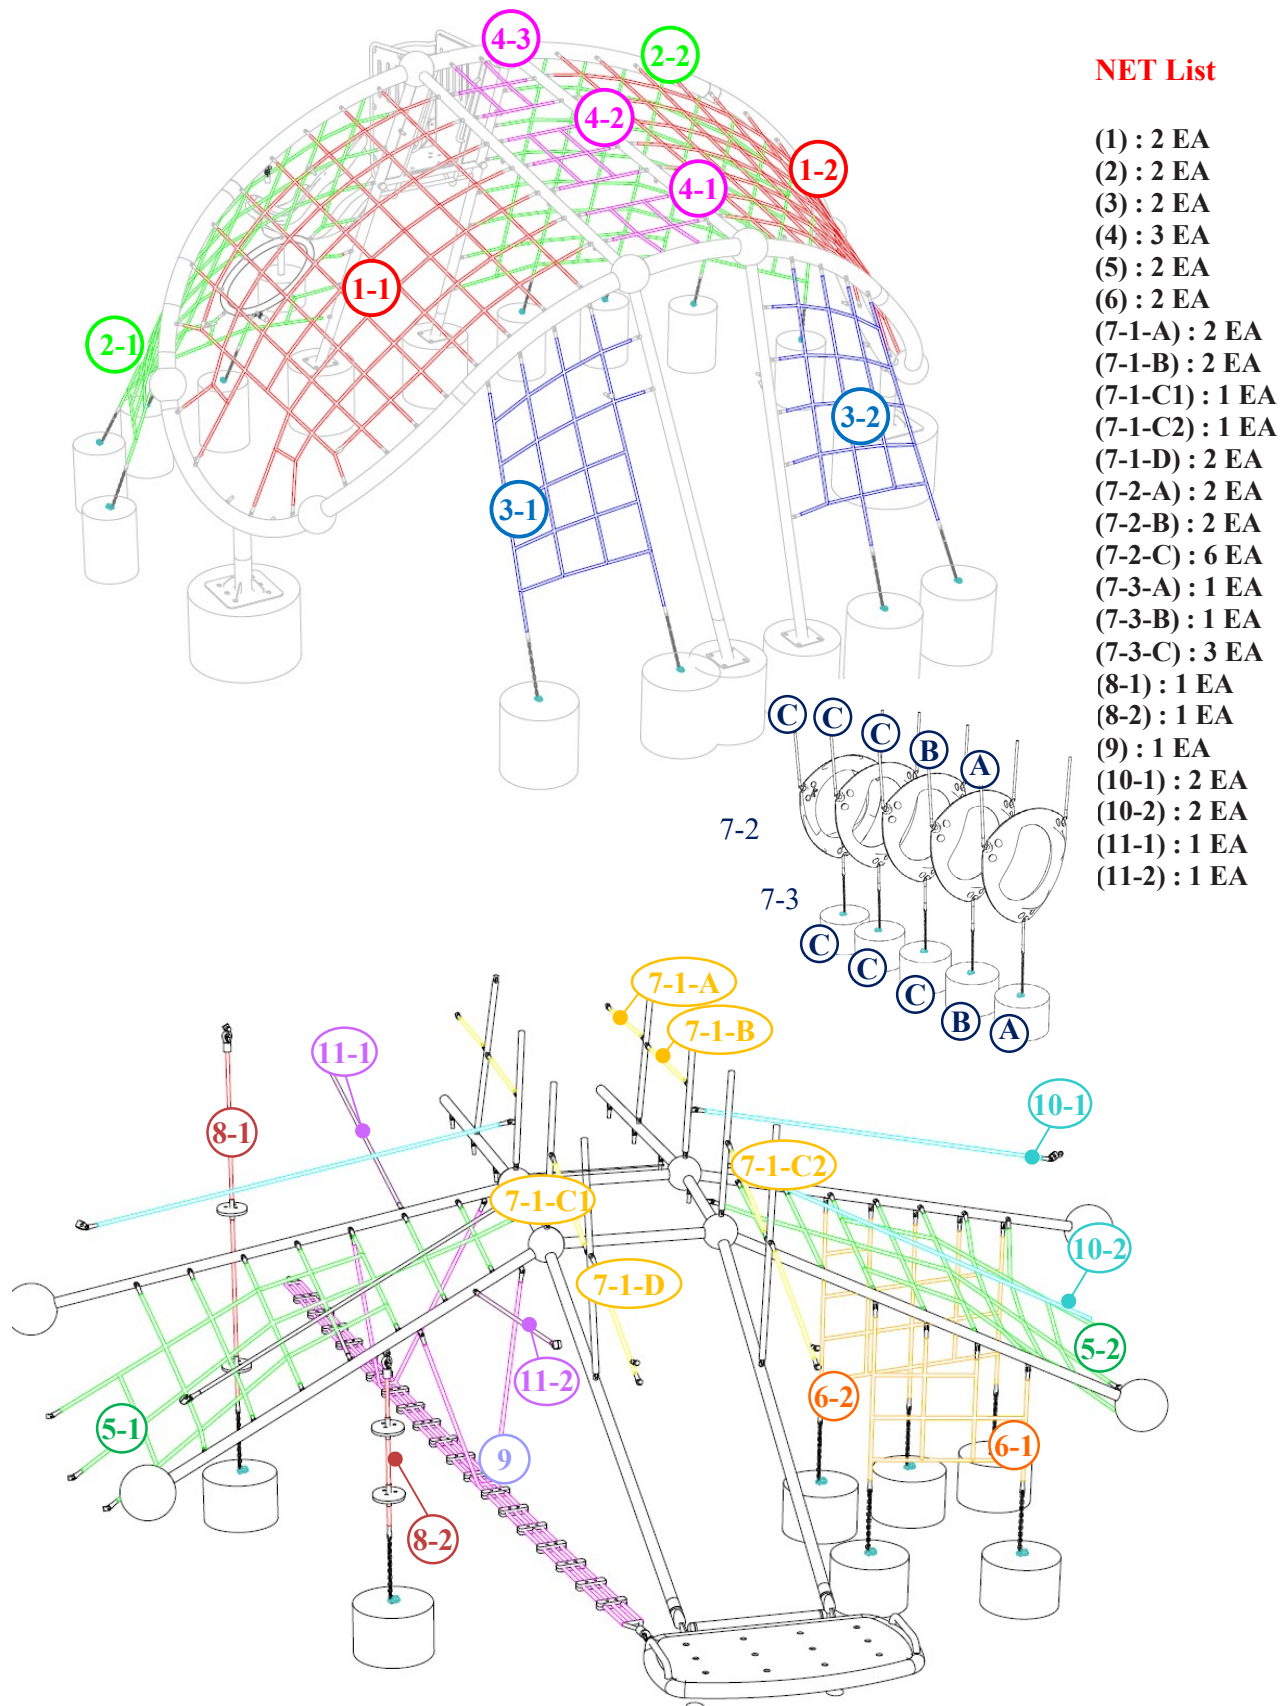 4-3
2-2
4-2
1-2
4-1
1-1
2-1
3-2
3-1
NET List
(1) : 2 EA
(2) : 2 EA
(3) : 2 EA
(4) : 3 EA
(5) : 2 EA
(6) : 2 EA
(7-1-A) : 2 EA
(7-1-B) : 2 EA
(7-1-C1) : 1 EA
(7-1-C2) : 1 EA
(7-1-D) : 2 EA
(7-2-A) : 2 EA
(7-2-B) : 2 EA
(7-2-C) : 6 EA
(7-3-A) : 1 EA
(7-3-B) : 1 EA
(7-3-C) : 3 EA
(8-1) : 1 EA
(8-2) : 1 EA
(9) : 1 EA
(10-1) : 2 EA
(10-2) : 2 EA
(11-1) : 1 EA
(11-2) : 1 EA
C
C
C
B
A
7-2
7-3
C
C
C
B
A
7-1-A
7-1-B
11-1
8-1
10-1
7-1-C2
7-1-C1
10-2
7-1-D
5-2
11-2
6-2
5-1
6-1
9
8-2